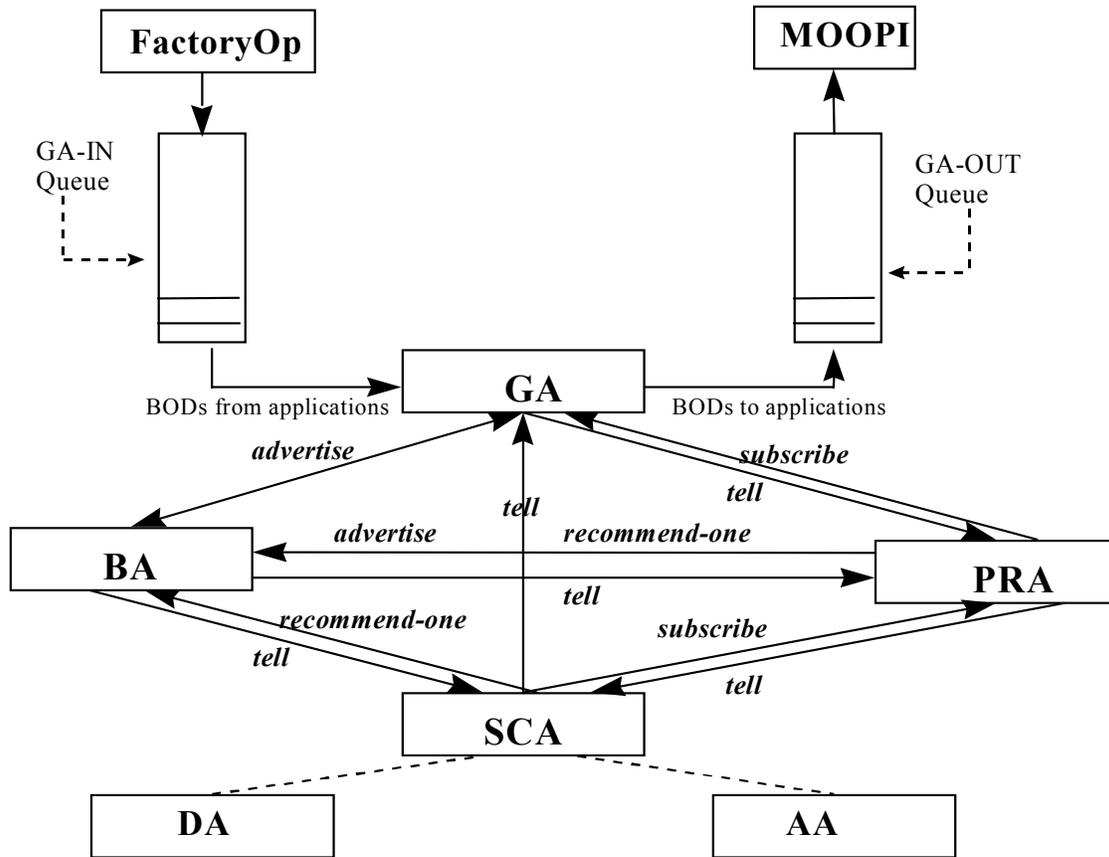 FactoryOp
MOOPI
GA-IN
Queue
GA-OUT
Queue
GA
BODs from applications
BODs to applications
advertise
subscribe
tell
tell
advertise
recommend-one
BA
PRA
tell
recommend-one
subscribe
tell
tell
SCA
DA
AA